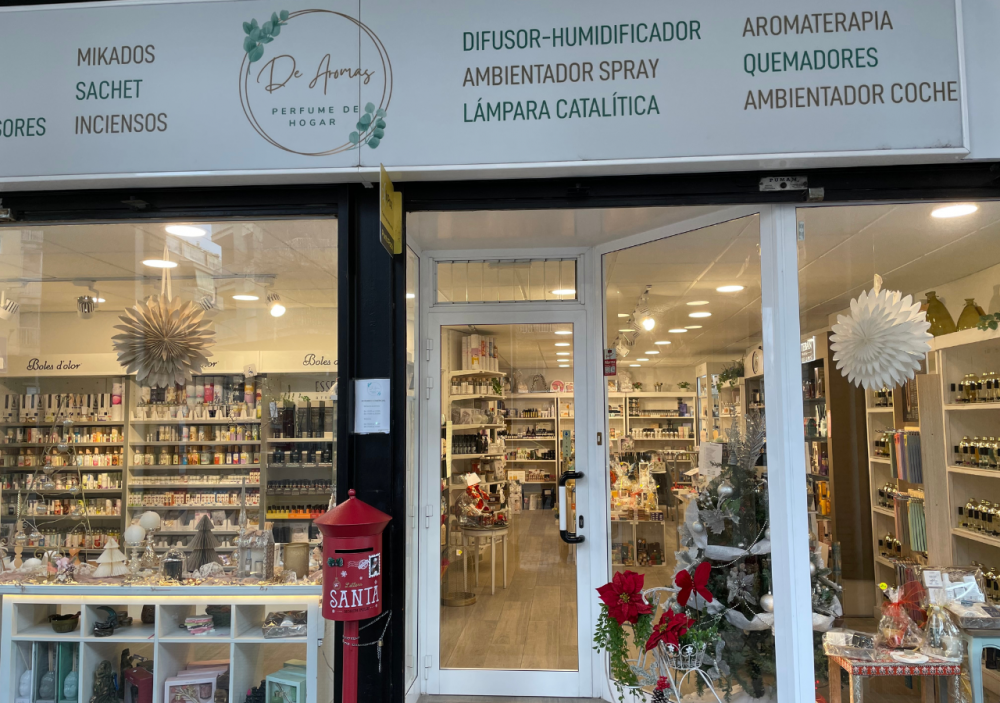 MIKADOS
SACHET
INCIENSOS
SORES
De Aromas
PERFUME DE
HOGAR
DIFUSOR-HUMIDIFICADOR
AMBIENTADOR SPRAY
LÁMPARA CATALÍTICA
AROMATERAPIA
QUEMADORES
AMBIENTADOR COCHE
Boles d'olor
Boles d'olor
SANTA